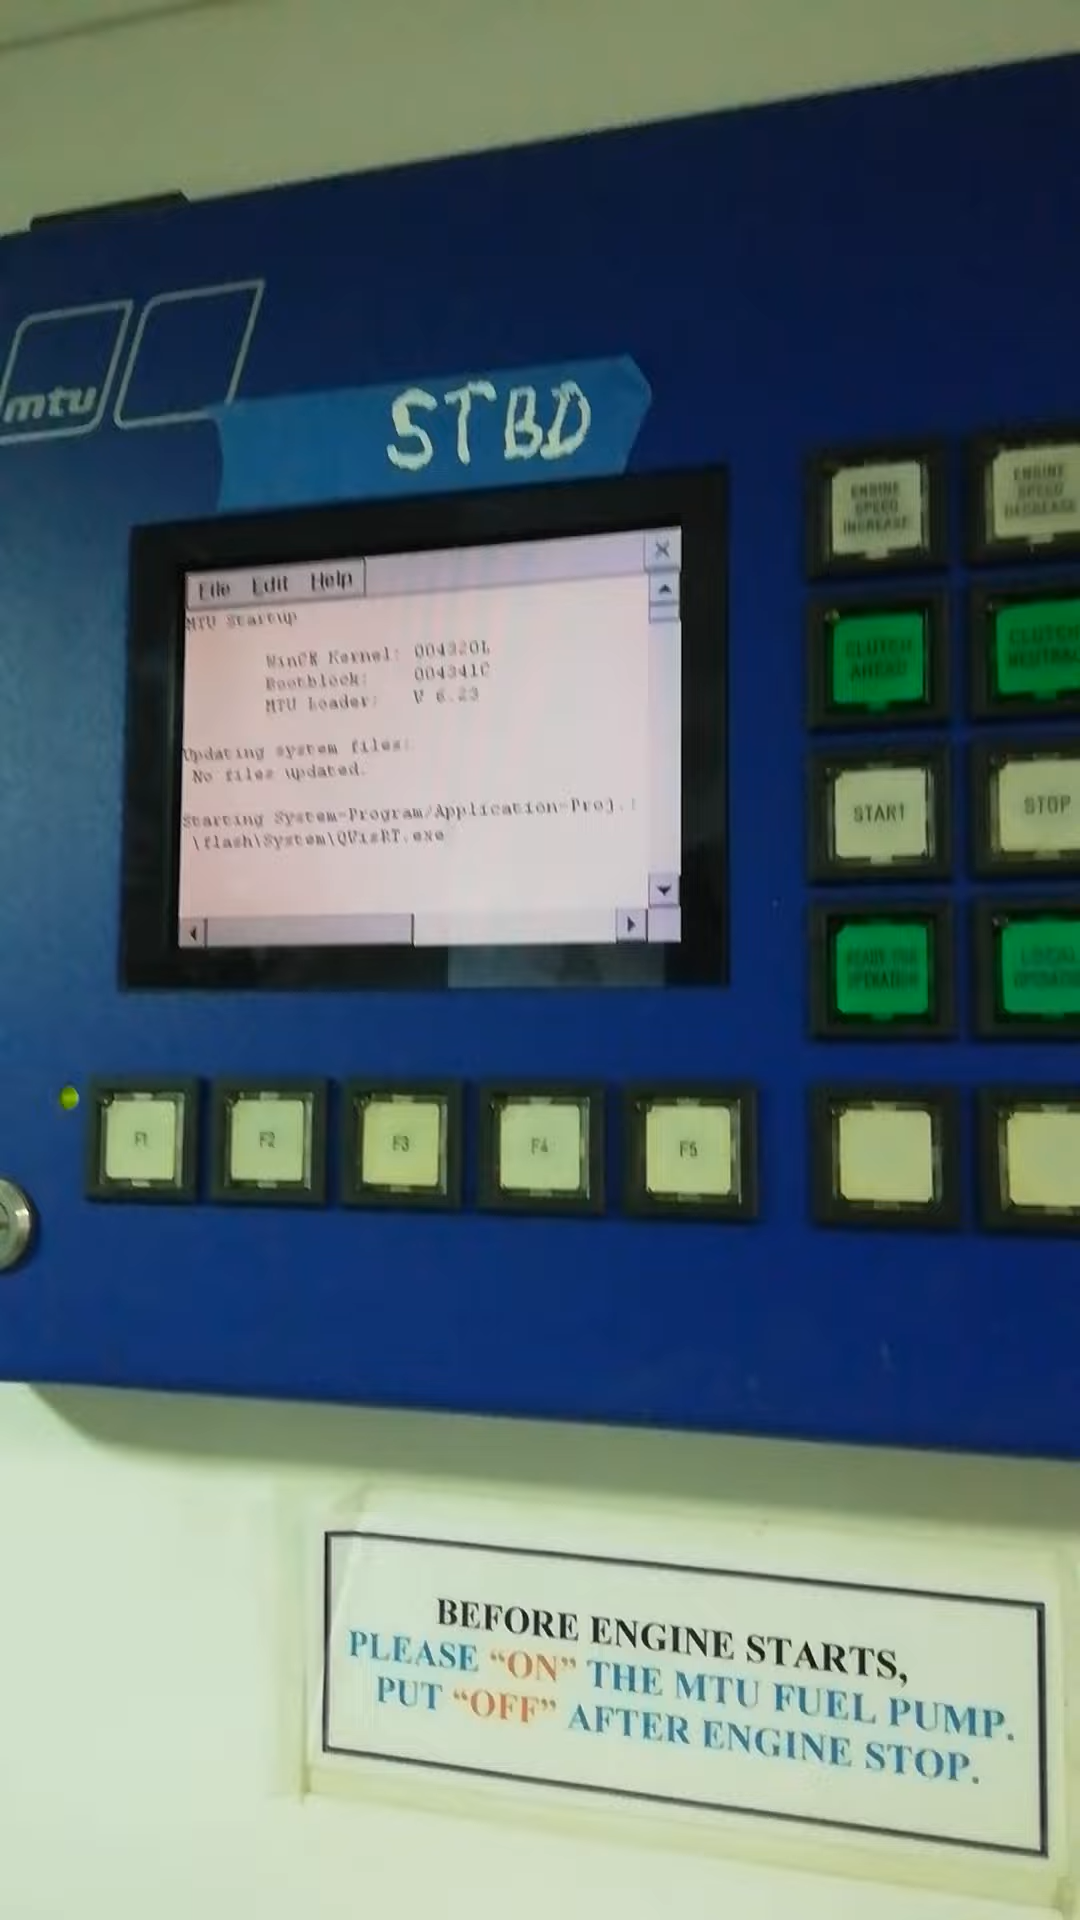 mtu
STBD
File Edit Help
MTU Startup
WinCE Kernel: 004320L
Bootblock: 004341C
MTU Loader: V 6.23
Updating system files:
No files updated.
Starting System-Program/Application-Proj.:
\flash\System\QVisRT.exe
ENGINE SPEED INCREASE
ENGINE SPEED DECREASE
CLUTCH AHEAD
CLUTCH NEUTRAL
START
STOP
READY FOR OPERATION
LOCAL
F1 F2 F3 F4 F5
BEFORE ENGINE STARTS,
PLEASE “ON” THE MTU FUEL PUMP.
PUT “OFF” AFTER ENGINE STOP.